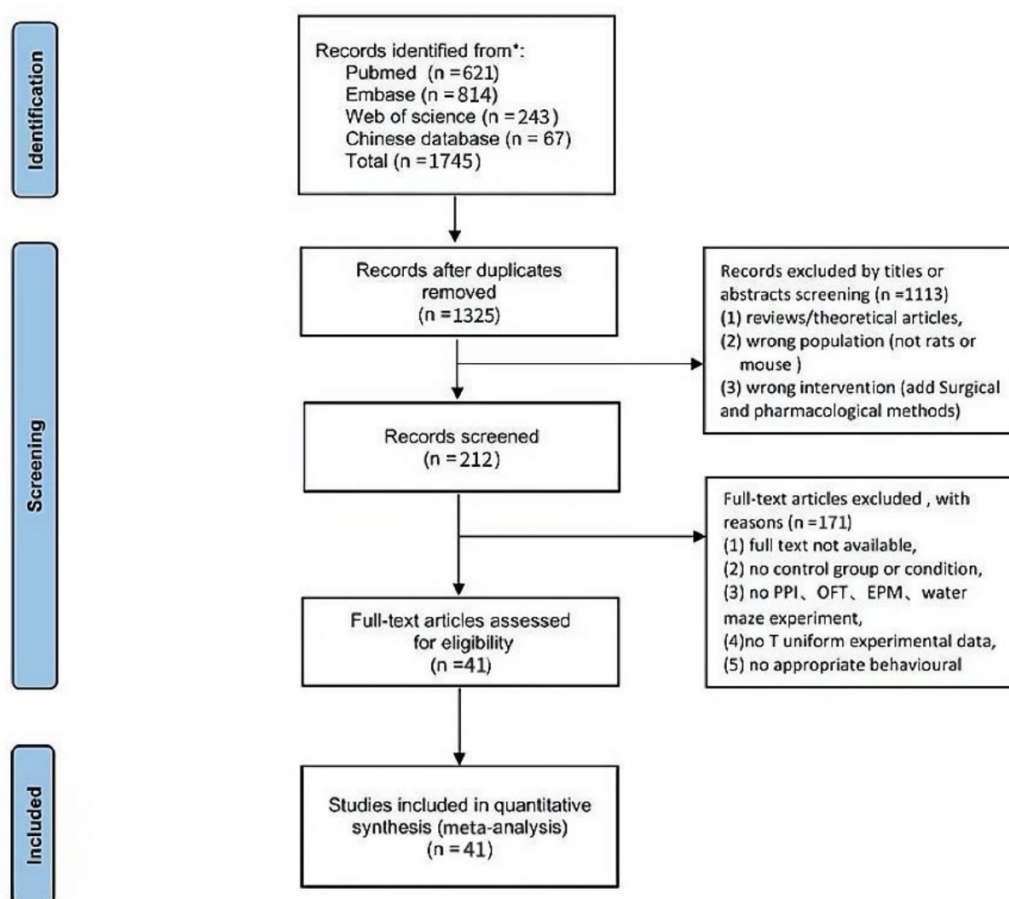 Identification
Records identified from*:
Pubmed (n =621)
Embase (n = 814)
Web of science (n = 243)
Chinese database (n = 67)
Total (n =1745)
Screening
Records after duplicates
removed
(n =1325)
Records excluded by titles or
abstracts screening (n =1113)
(1) reviews/theoretical articles,
(2) wrong population (not rats or
mouse )
(3) wrong intervention (add Surgical
and pharmacological methods)
Records screened
(n = 212)
Full-text articles excluded , with
reasons (n =171)
(1) full text not available,
(2) no control group or condition,
(3) no PPI、OFT、EPM、water
maze experiment,
(4)no T uniform experimental data,
(5) no appropriate behavioural
Full-text articles assessed
for eligibility
(n =41)
Included
Studies included in quantitative
synthesis (meta-analysis)
(n =41)